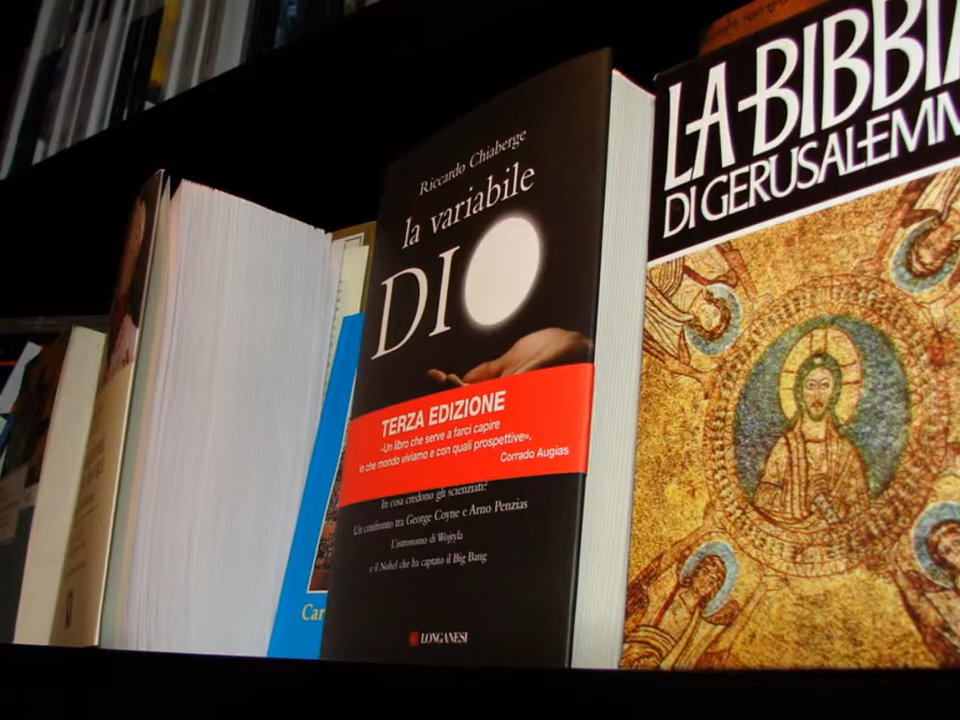 Riccardo Chiaberge
la variabile
DIO
TERZA EDIZIONE
«Un libro che serve a farci capire
in che mondo viviamo e con quali prospettive».
Corrado Augias
In cosa credono gli scienziati?
Un confronto tra George Coyne e Arno Penzias
L'astronomo di Wojtyla
e il Nobel che ha captato il Big Bang
LONGANESI
Car
LA BIBBIA
DI GERUSALEMM